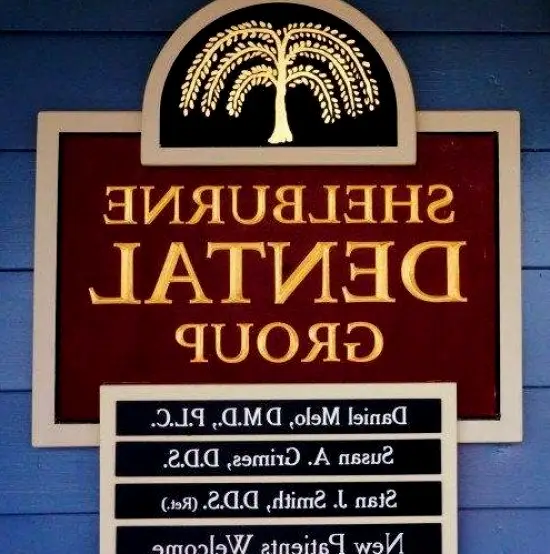 SHELBURNE
DENTAL
GROUP
Daniel Melo, D.M.D., P.L.C.
Susan A. Grimes, D.D.S.
Stan J. Smith, D.D.S. (Ret.)
New Patients Welcome